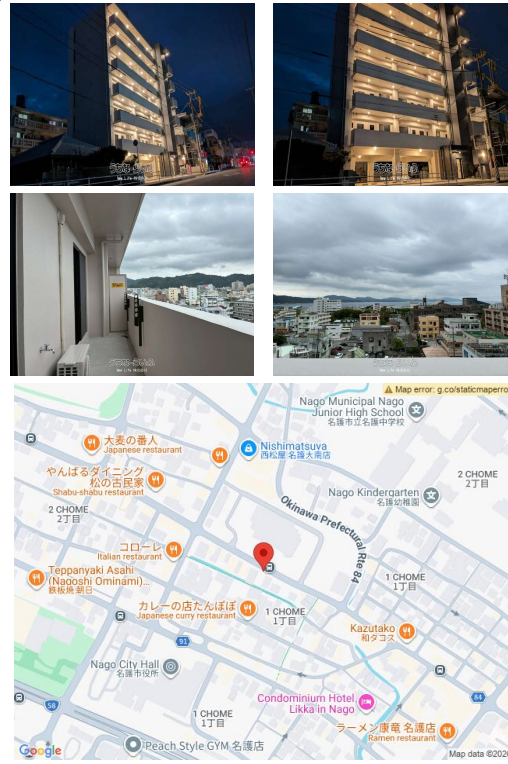 Map error: g.co/staticmaperro
Nago Municipal Nago
Junior High School
名護市立名護中学校
大麦の番人
Japanese restaurant
Nishimatsuya
西松屋 名護大南店
やんばるダイニング
松の古民家
Shabu-shabu restaurant
2 CHOME
2丁目
Nago Kindergarten
名護幼稚園
2 CHOME
2丁目
Okinawa Prefectural Rte 84
コローレ
Italian restaurant
Teppanyaki Asahi
(Nagoshi Ominami)...
鉄板焼 朝日
1 CHOME
1丁目
カレーの店たんぽぽ
Japanese curry restaurant
1 CHOME
1丁目
Kazutako
和タコス
91
Nago City Hall
名護市役所
Condominium Hotel
Likka in Nago
84
58
1 CHOME
1丁目
ラーメン康竜 名護店
Ramen restaurant
Peach Style GYM 名護店
Google
Map data ©202